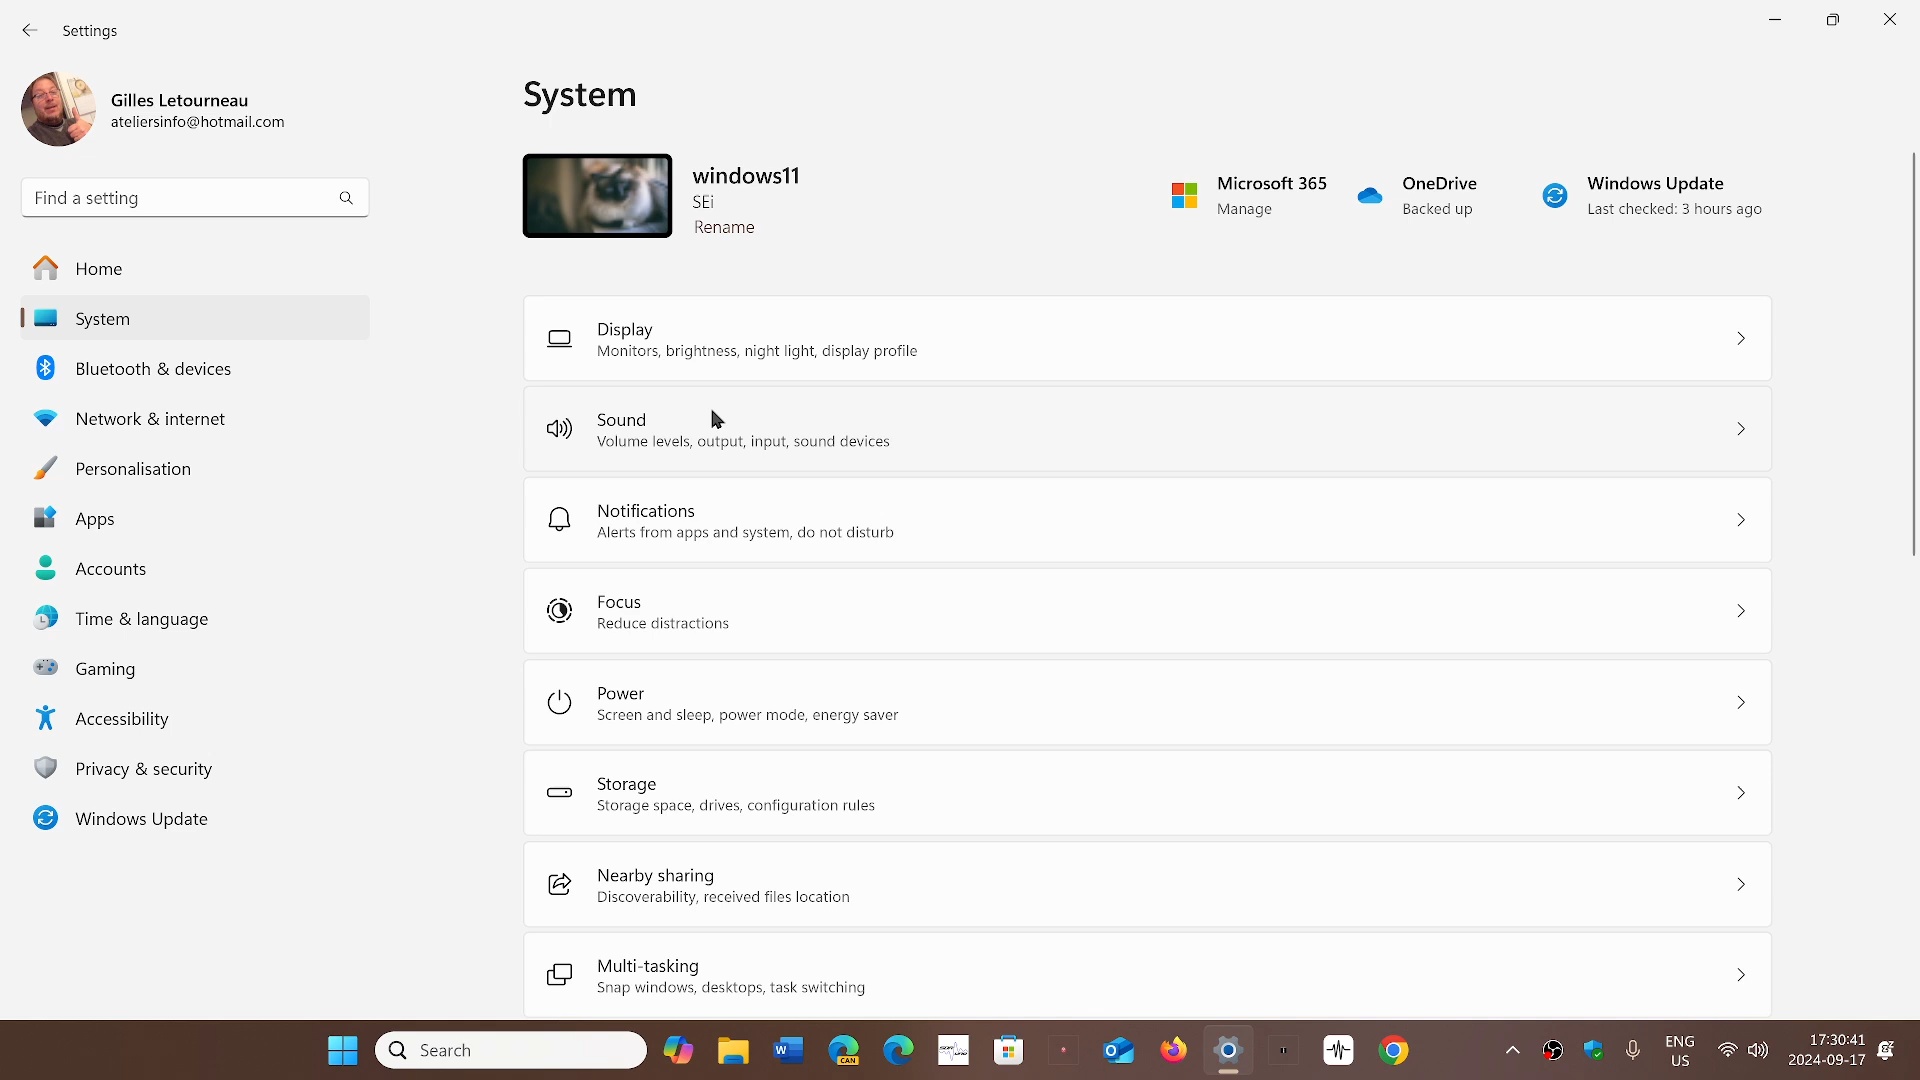 Settings
Gilles Letourneau
ateliersinfo@hotmail.com
Find a setting
Home
System
Bluetooth & devices
Network & internet
Personalisation
Apps
Accounts
Time & language
Gaming
Accessibility
Privacy & security
Windows Update
System
windows11
SEi
Rename
Microsoft 365
Manage
OneDrive
Backed up
Windows Update
Last checked: 3 hours ago
Display
Monitors, brightness, night light, display profile
Sound
Volume levels, output, input, sound devices
Notifications
Alerts from apps and system, do not disturb
Focus
Reduce distractions
Power
Screen and sleep, power mode, energy saver
Storage
Storage space, drives, configuration rules
Nearby sharing
Discoverability, received files location
Multi-tasking
Snap windows, desktops, task switching
Search
W
CAN
ENG
US
17:30:41
2024-09-17